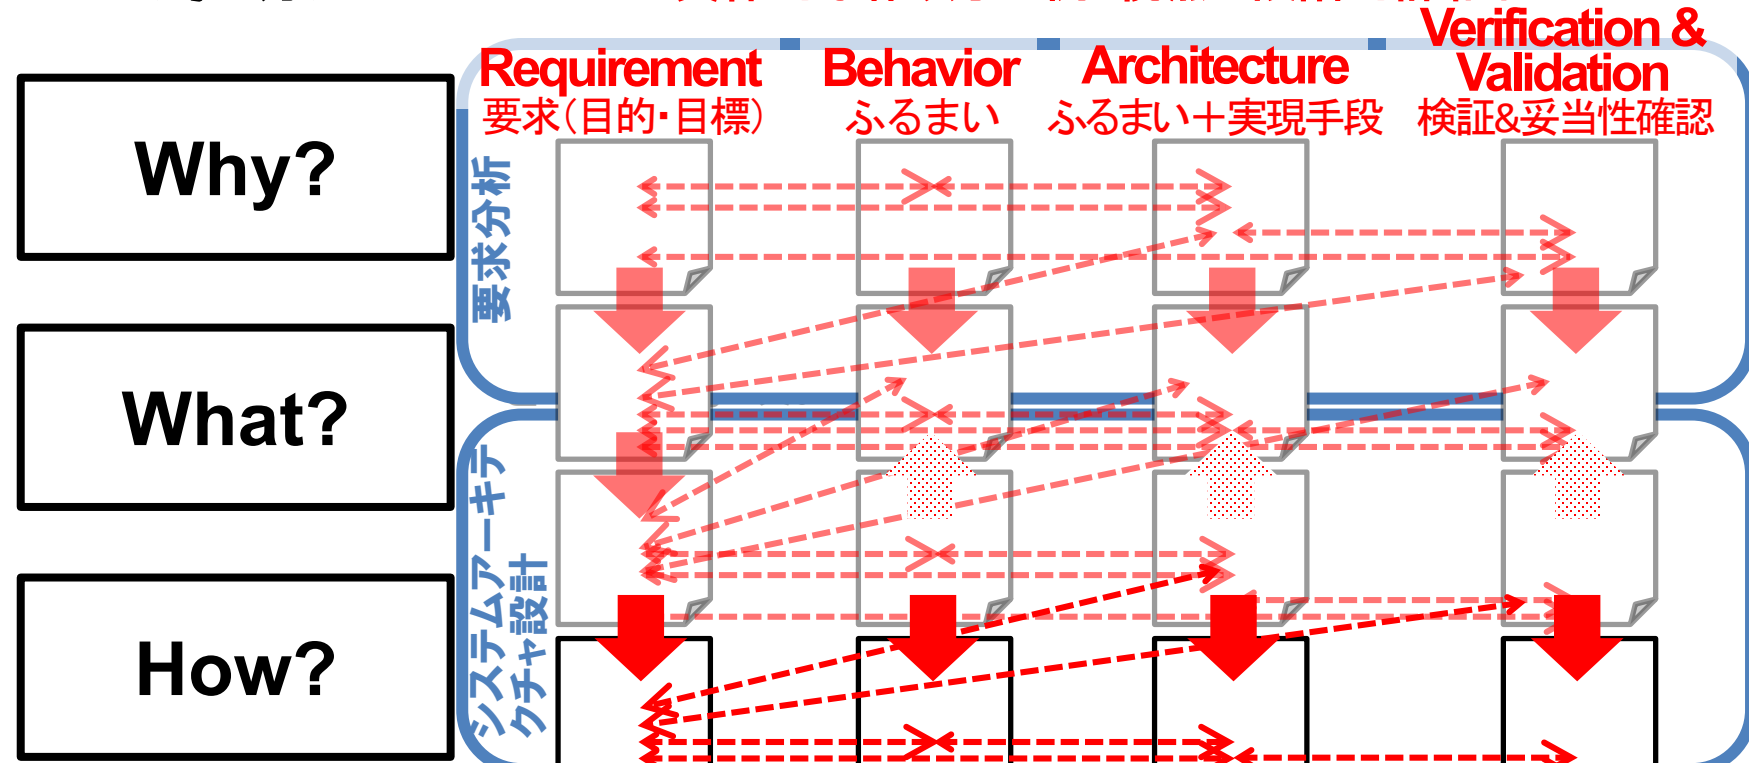 Requirement
要求(目的・目標)
Behavior
ふるまい
Architecture
ふるまい＋実現手段
Verification &
Validation
検証&妥当性確認
Why?
What?
How?
要求分析
システムアーキテ
クチャ設計